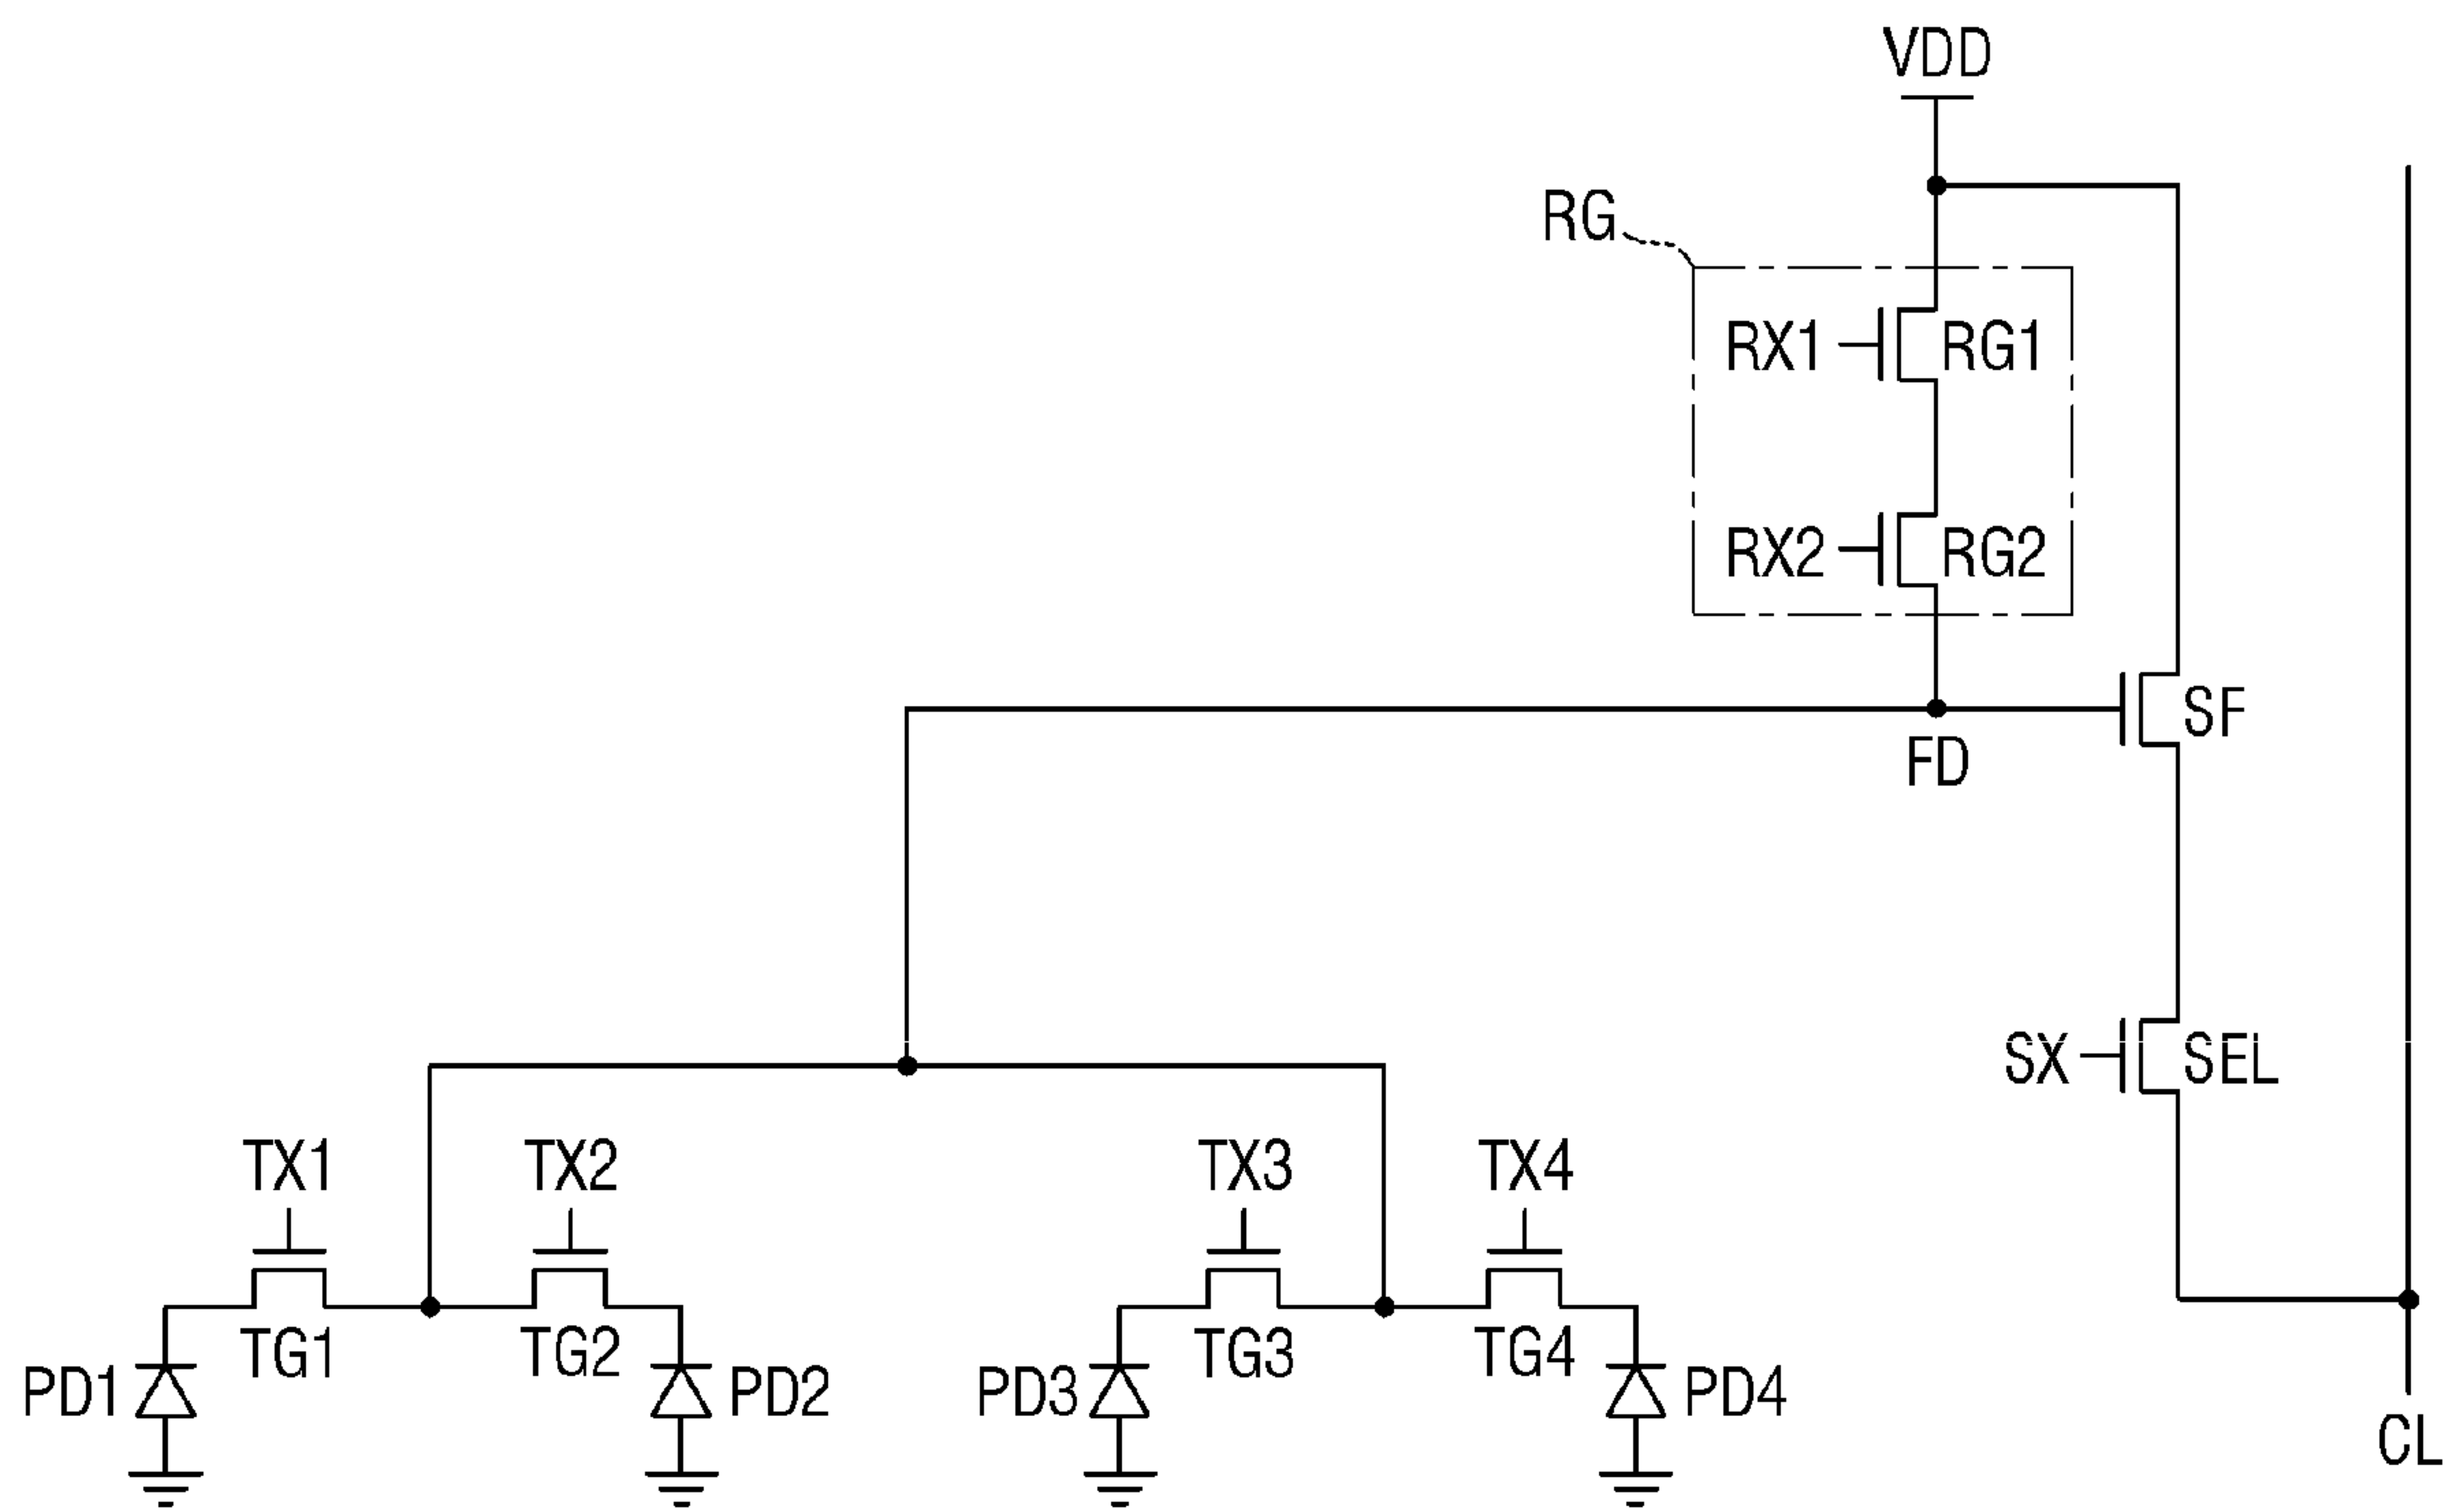 VDD
RG
RX1
RG1
RX2
RG2
SF
FD
SX
SEL
TX1
TX2
TX3
TX4
TG1
TG2
TG3
TG4
PD1
PD2
PD3
PD4
CL